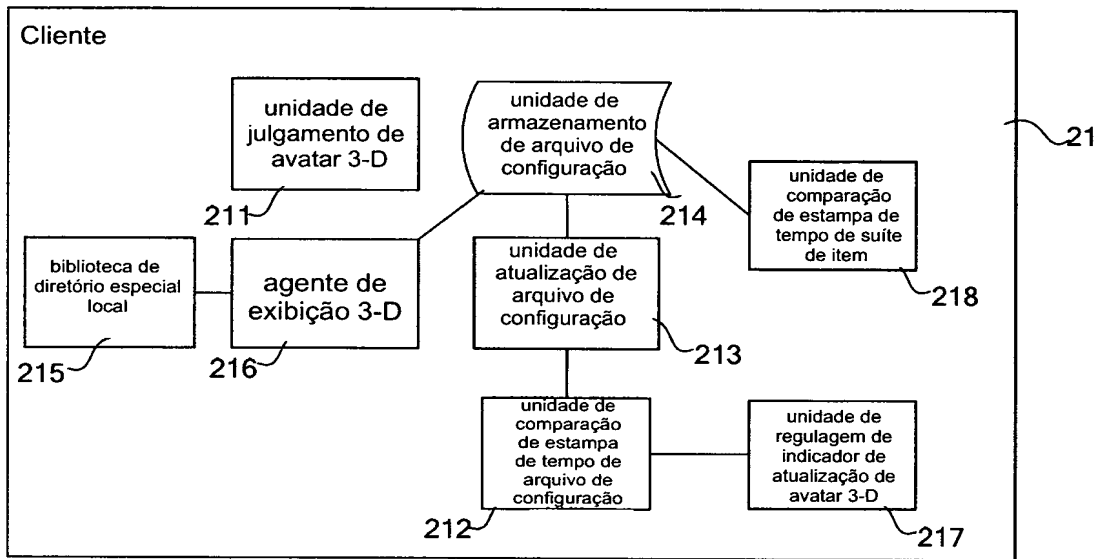 Cliente
unidade de
julgamento de
avatar 3-D
211
unidade de
armazenamento
de arquivo de
configuração
214
21
unidade de
comparação
de estampa de
tempo de suíte
de item
218
biblioteca de
diretório especial
local
215
agente de
exibição 3-D
216
unidade de
atualização de
arquivo de
configuração
213
unidade de
comparação
de estampa
de tempo de
arquivo de
configuração
212
unidade de
regulagem de
indicador de
atualização de
avatar 3-D
217